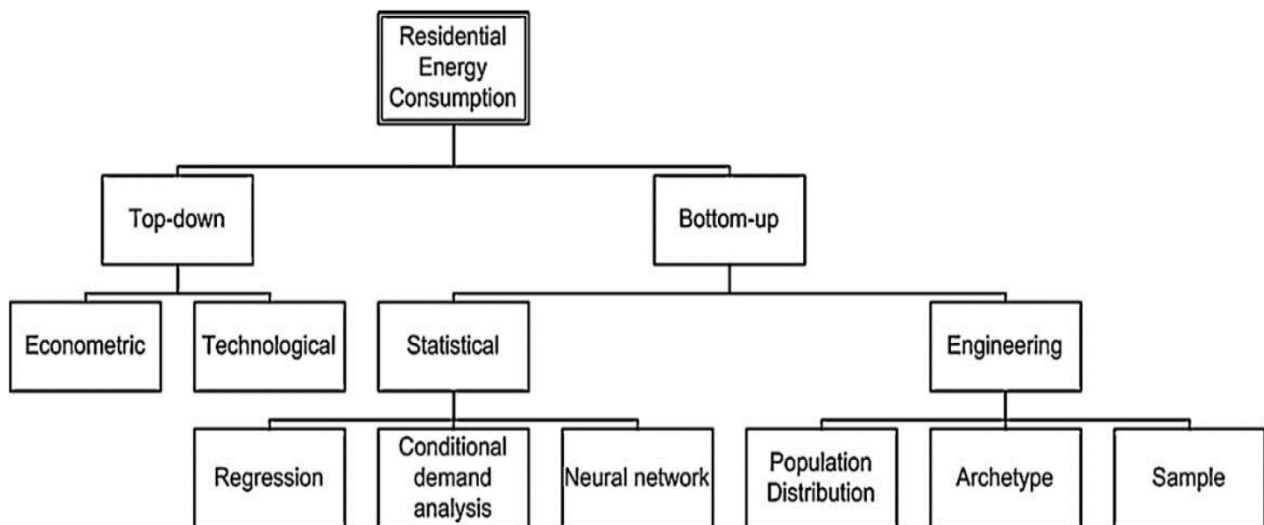 Residential
Energy
Consumption
Top-down
Bottom-up
Econometric
Technological
Statistical
Engineering
Regression
Conditional
demand
analysis
Neural network
Population
Distribution
Archetype
Sample